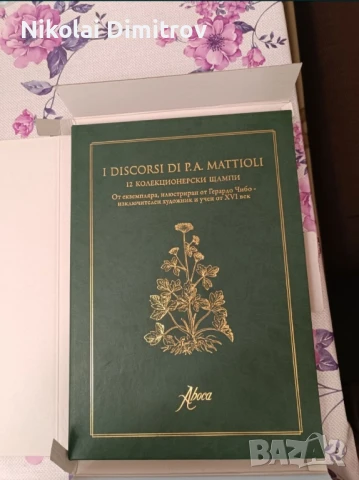 Nikolai Dimitrov
I DISCORSI DI P.A. MATTIOLI
12 КОЛЕКЦИОНЕРСКИ ЩАМПИ
От екземпляра, илюстриран от Герардо Чибо -
изключителен художник и учен от XVI век
Aboca
BAZAR